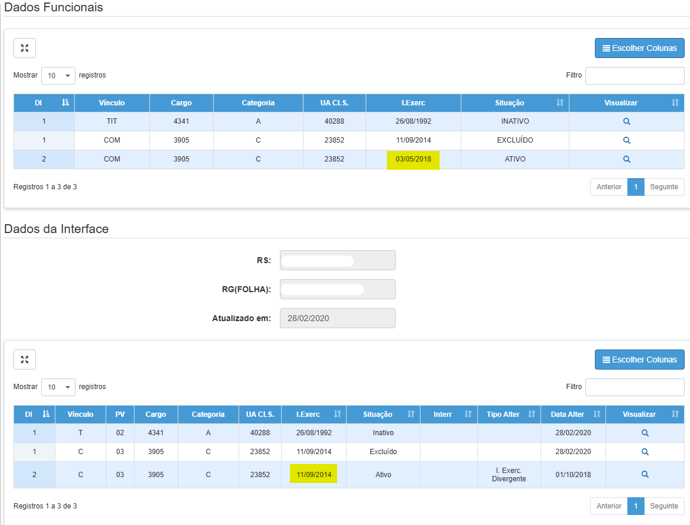 Dados Funcionais
Escolher Colunas
Mostrar 10 registros Filtro
DI Vínculo Cargo Categoria UA CLS. I.Exerc Situação Visualizar
1 TIT 4341 A 40288 26/08/1992 INATIVO
1 COM 3905 C 23852 11/09/2014 EXCLUÍDO
2 COM 3905 C 23852 03/05/2018 ATIVO
Registros 1 a 3 de 3 Anterior 1 Seguinte
Dados da Interface
RS:
RG(FOLHA):
Atualizado em: 28/02/2020
Escolher Colunas
Mostrar 10 registros Filtro
DI Vínculo PV Cargo Categoria UA CLS. I.Exerc Situação Interr Tipo Alter Data Alter Visualizar
1 T 02 4341 A 40288 26/08/1992 Inativo 28/02/2020
1 C 03 3905 C 23852 11/09/2014 Excluído 28/02/2020
2 C 03 3905 C 23852 11/09/2014 Ativo I. Exerc. Divergente 01/10/2018
Registros 1 a 3 de 3 Anterior 1 Seguinte